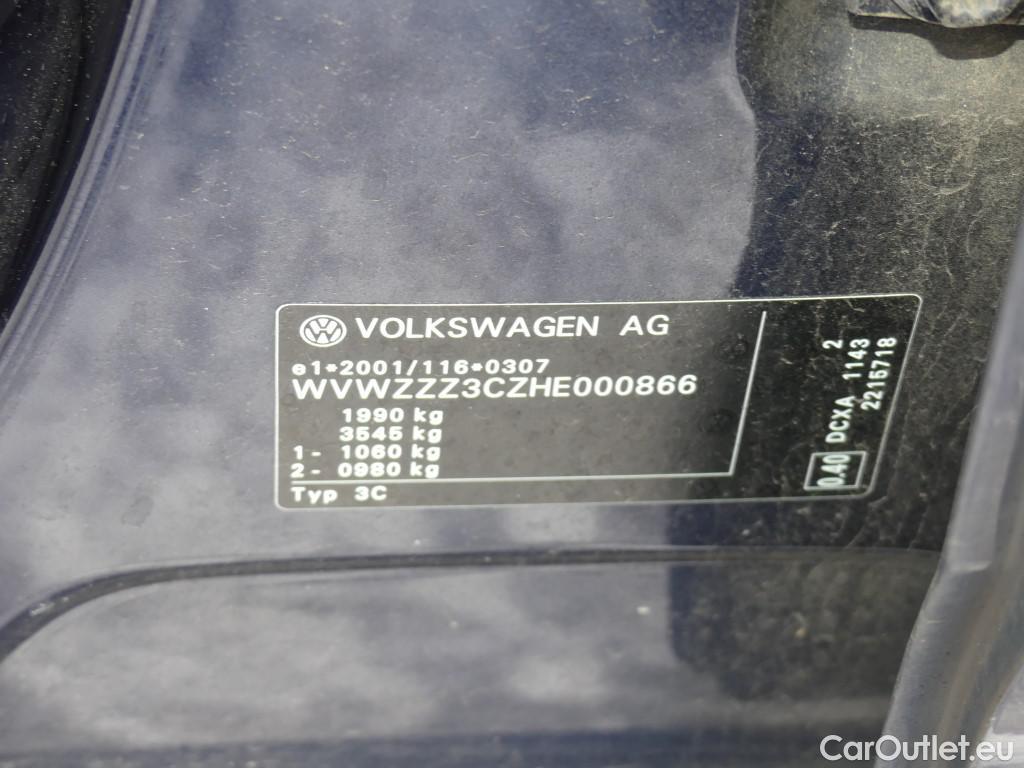 VOLKSWAGEN AG
e1*2001/116*0307
WVWZZZ3CZHE000866
1990 kg
3545 kg
1- 1060 kg
2- 0980 kg
Typ 3C
0.40 DCXA 1143 2
2215718
CarOutlet.eu